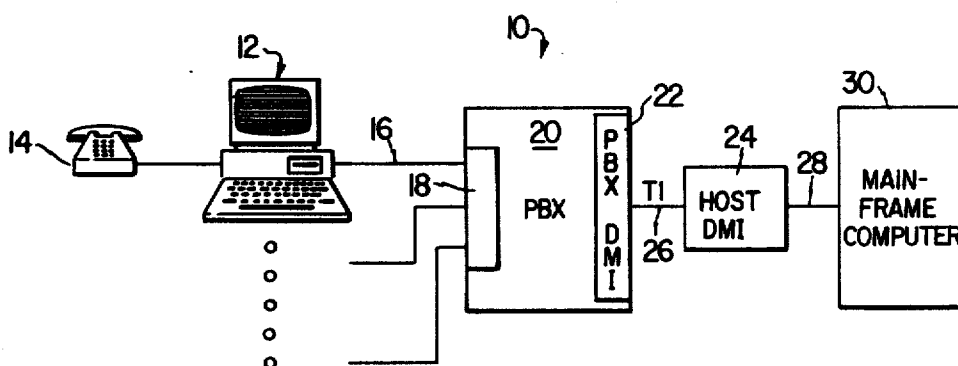 10
12
14
16
18
20
PBX
22
PBX DMI
T1
26
24
HOST
DMI
28
30
MAIN-
FRAME
COMPUTER